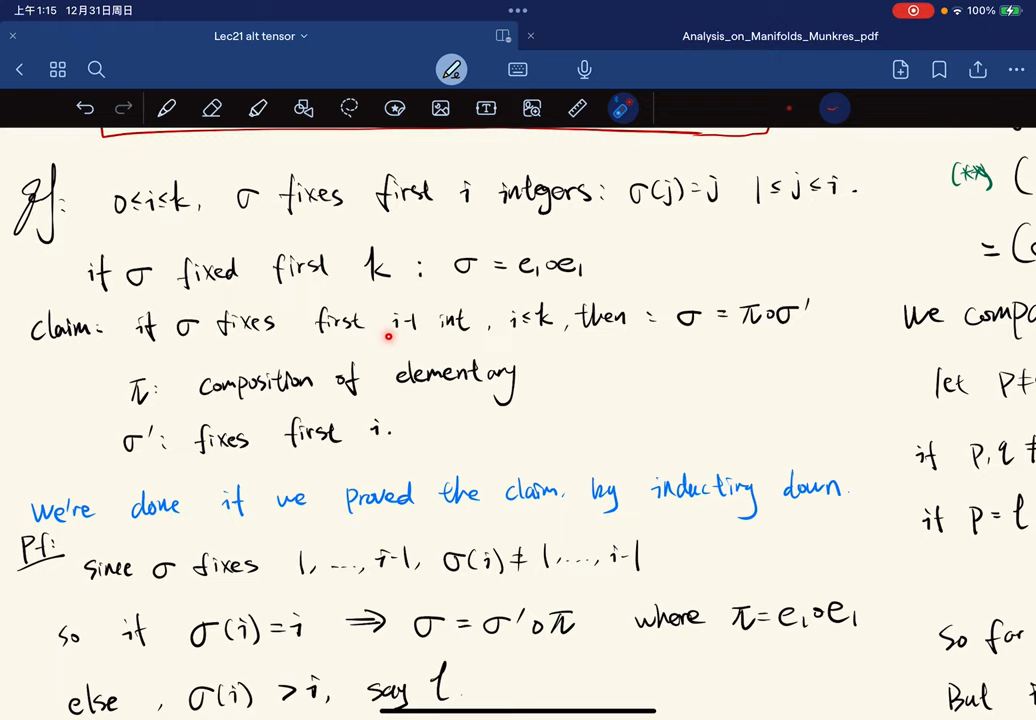 上午1:15 12月31日周日
100%
Lec21 alt tensor
Analysis_on_Manifolds_Munkres_pdf
pf: 0≤i≤k, σ fixes first i integers: σ(j)=j 1≤j≤i.
if σ fixed first k: σ = e₁∘e₁
claim: if σ fixes first i-1 int, i≤k, then: σ = π∘σ'
π: composition of elementary
σ': fixes first i.
We're done if we proved the claim, by inducting down.
Pf:
since σ fixes 1, ..., i-1, σ(i) ≠ 1, ..., i-1
so if σ(i)=i ⟹ σ = σ'∘π where π=e₁∘e₁
else, σ(i) > i, say l.
(**) (
= (
We compo
let p≠
if p, q ≠
if p = l
So far
But